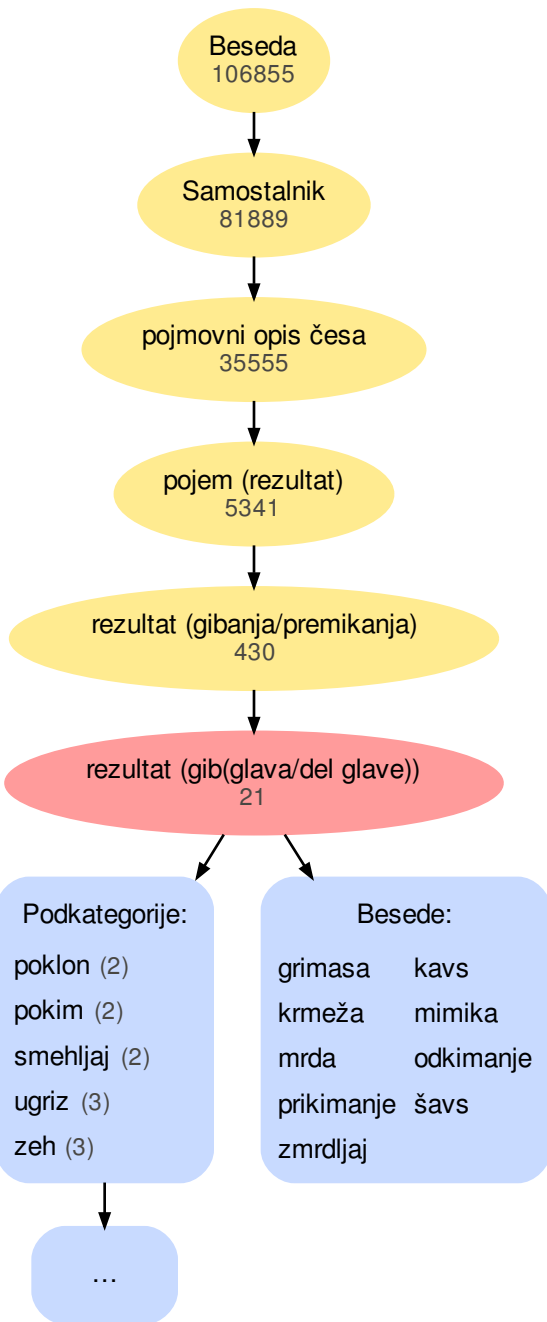 Beseda
106855
Samostalnik
81889
pojmovni opis česa
35555
pojem (rezultat)
5341
rezultat (gibanja/premikanja)
430
rezultat (gib(glava/del glave))
21
Podkategorije:
poklon (2)
pokim (2)
smehljaj (2)
ugriz (3)
zeh (3)
...
Besede:
grimasa kavs
krmeža mimika
mrda odkimanje
prikimanje šavs
zmrdljaj